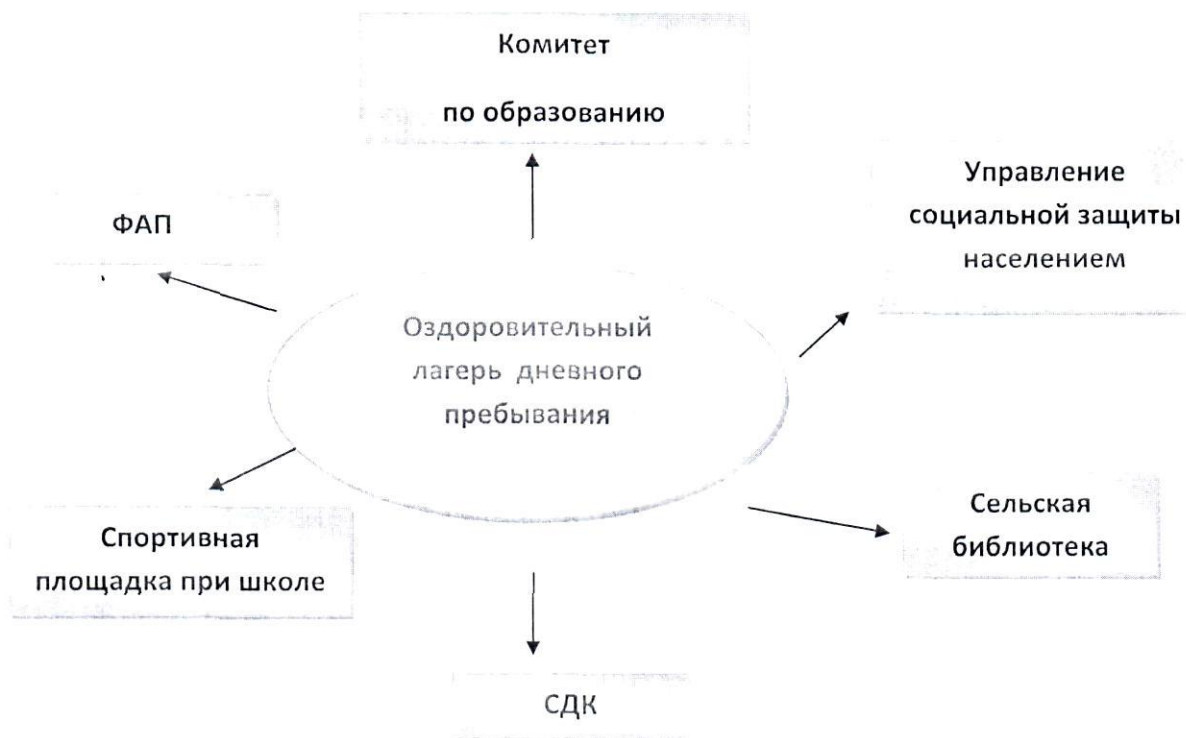 Комитет
по образованию
Управление
социальной защиты
населением
ФАП
Оздоровительный
лагерь дневного
пребывания
Сельская
библиотека
Спортивная
площадка при школе
СДК